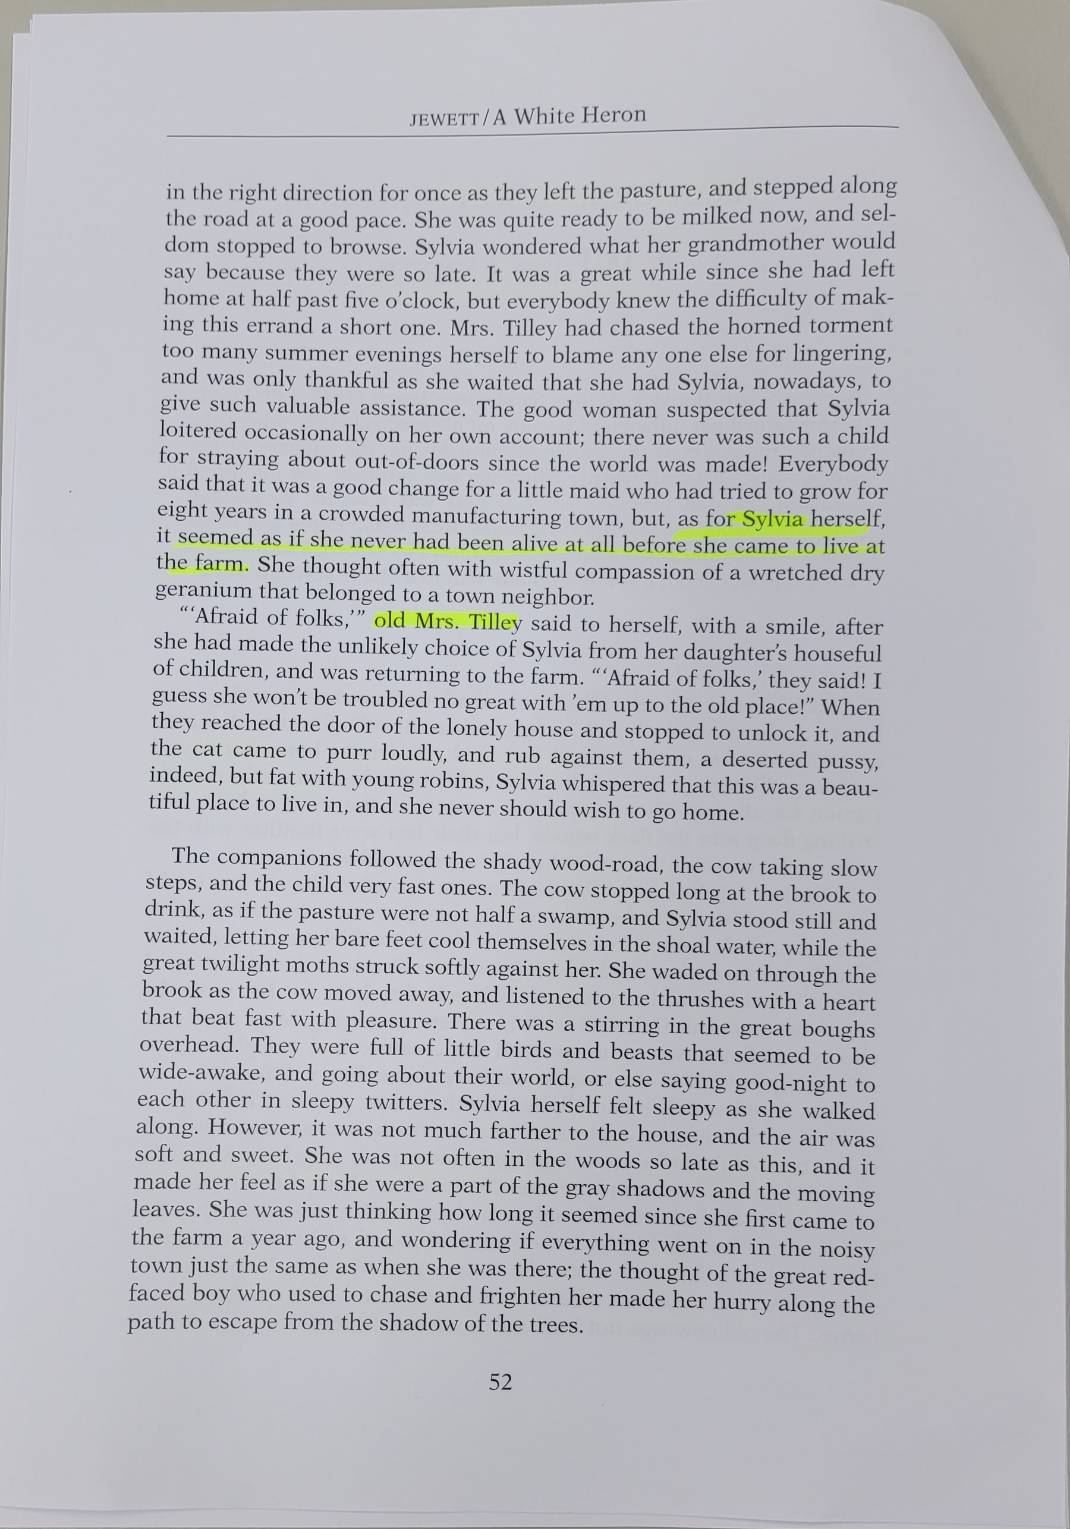 JEWETT/A White Heron
in the right direction for once as they left the pasture, and stepped along
the road at a good pace. She was quite ready to be milked now, and sel-
dom stopped to browse. Sylvia wondered what her grandmother would
say because they were so late. It was a great while since she had left
home at half past five o’clock, but everybody knew the difficulty of mak-
ing this errand a short one. Mrs. Tilley had chased the horned torment
too many summer evenings herself to blame any one else for lingering,
and was only thankful as she waited that she had Sylvia, nowadays, to
give such valuable assistance. The good woman suspected that Sylvia
loitered occasionally on her own account; there never was such a child
for straying about out-of-doors since the world was made! Everybody
said that it was a good change for a little maid who had tried to grow for
eight years in a crowded manufacturing town, but, as for Sylvia herself,
it seemed as if she never had been alive at all before she came to live at
the farm. She thought often with wistful compassion of a wretched dry
geranium that belonged to a town neighbor.
“‘Afraid of folks,’” old Mrs. Tilley said to herself, with a smile, after
she had made the unlikely choice of Sylvia from her daughter’s houseful
of children, and was returning to the farm. “‘Afraid of folks,’ they said! I
guess she won’t be troubled no great with ’em up to the old place!” When
they reached the door of the lonely house and stopped to unlock it, and
the cat came to purr loudly, and rub against them, a deserted pussy,
indeed, but fat with young robins, Sylvia whispered that this was a beau-
tiful place to live in, and she never should wish to go home.
The companions followed the shady wood-road, the cow taking slow
steps, and the child very fast ones. The cow stopped long at the brook to
drink, as if the pasture were not half a swamp, and Sylvia stood still and
waited, letting her bare feet cool themselves in the shoal water, while the
great twilight moths struck softly against her. She waded on through the
brook as the cow moved away, and listened to the thrushes with a heart
that beat fast with pleasure. There was a stirring in the great boughs
overhead. They were full of little birds and beasts that seemed to be
wide-awake, and going about their world, or else saying good-night to
each other in sleepy twitters. Sylvia herself felt sleepy as she walked
along. However, it was not much farther to the house, and the air was
soft and sweet. She was not often in the woods so late as this, and it
made her feel as if she were a part of the gray shadows and the moving
leaves. She was just thinking how long it seemed since she first came to
the farm a year ago, and wondering if everything went on in the noisy
town just the same as when she was there; the thought of the great red-
faced boy who used to chase and frighten her made her hurry along the
path to escape from the shadow of the trees.
52